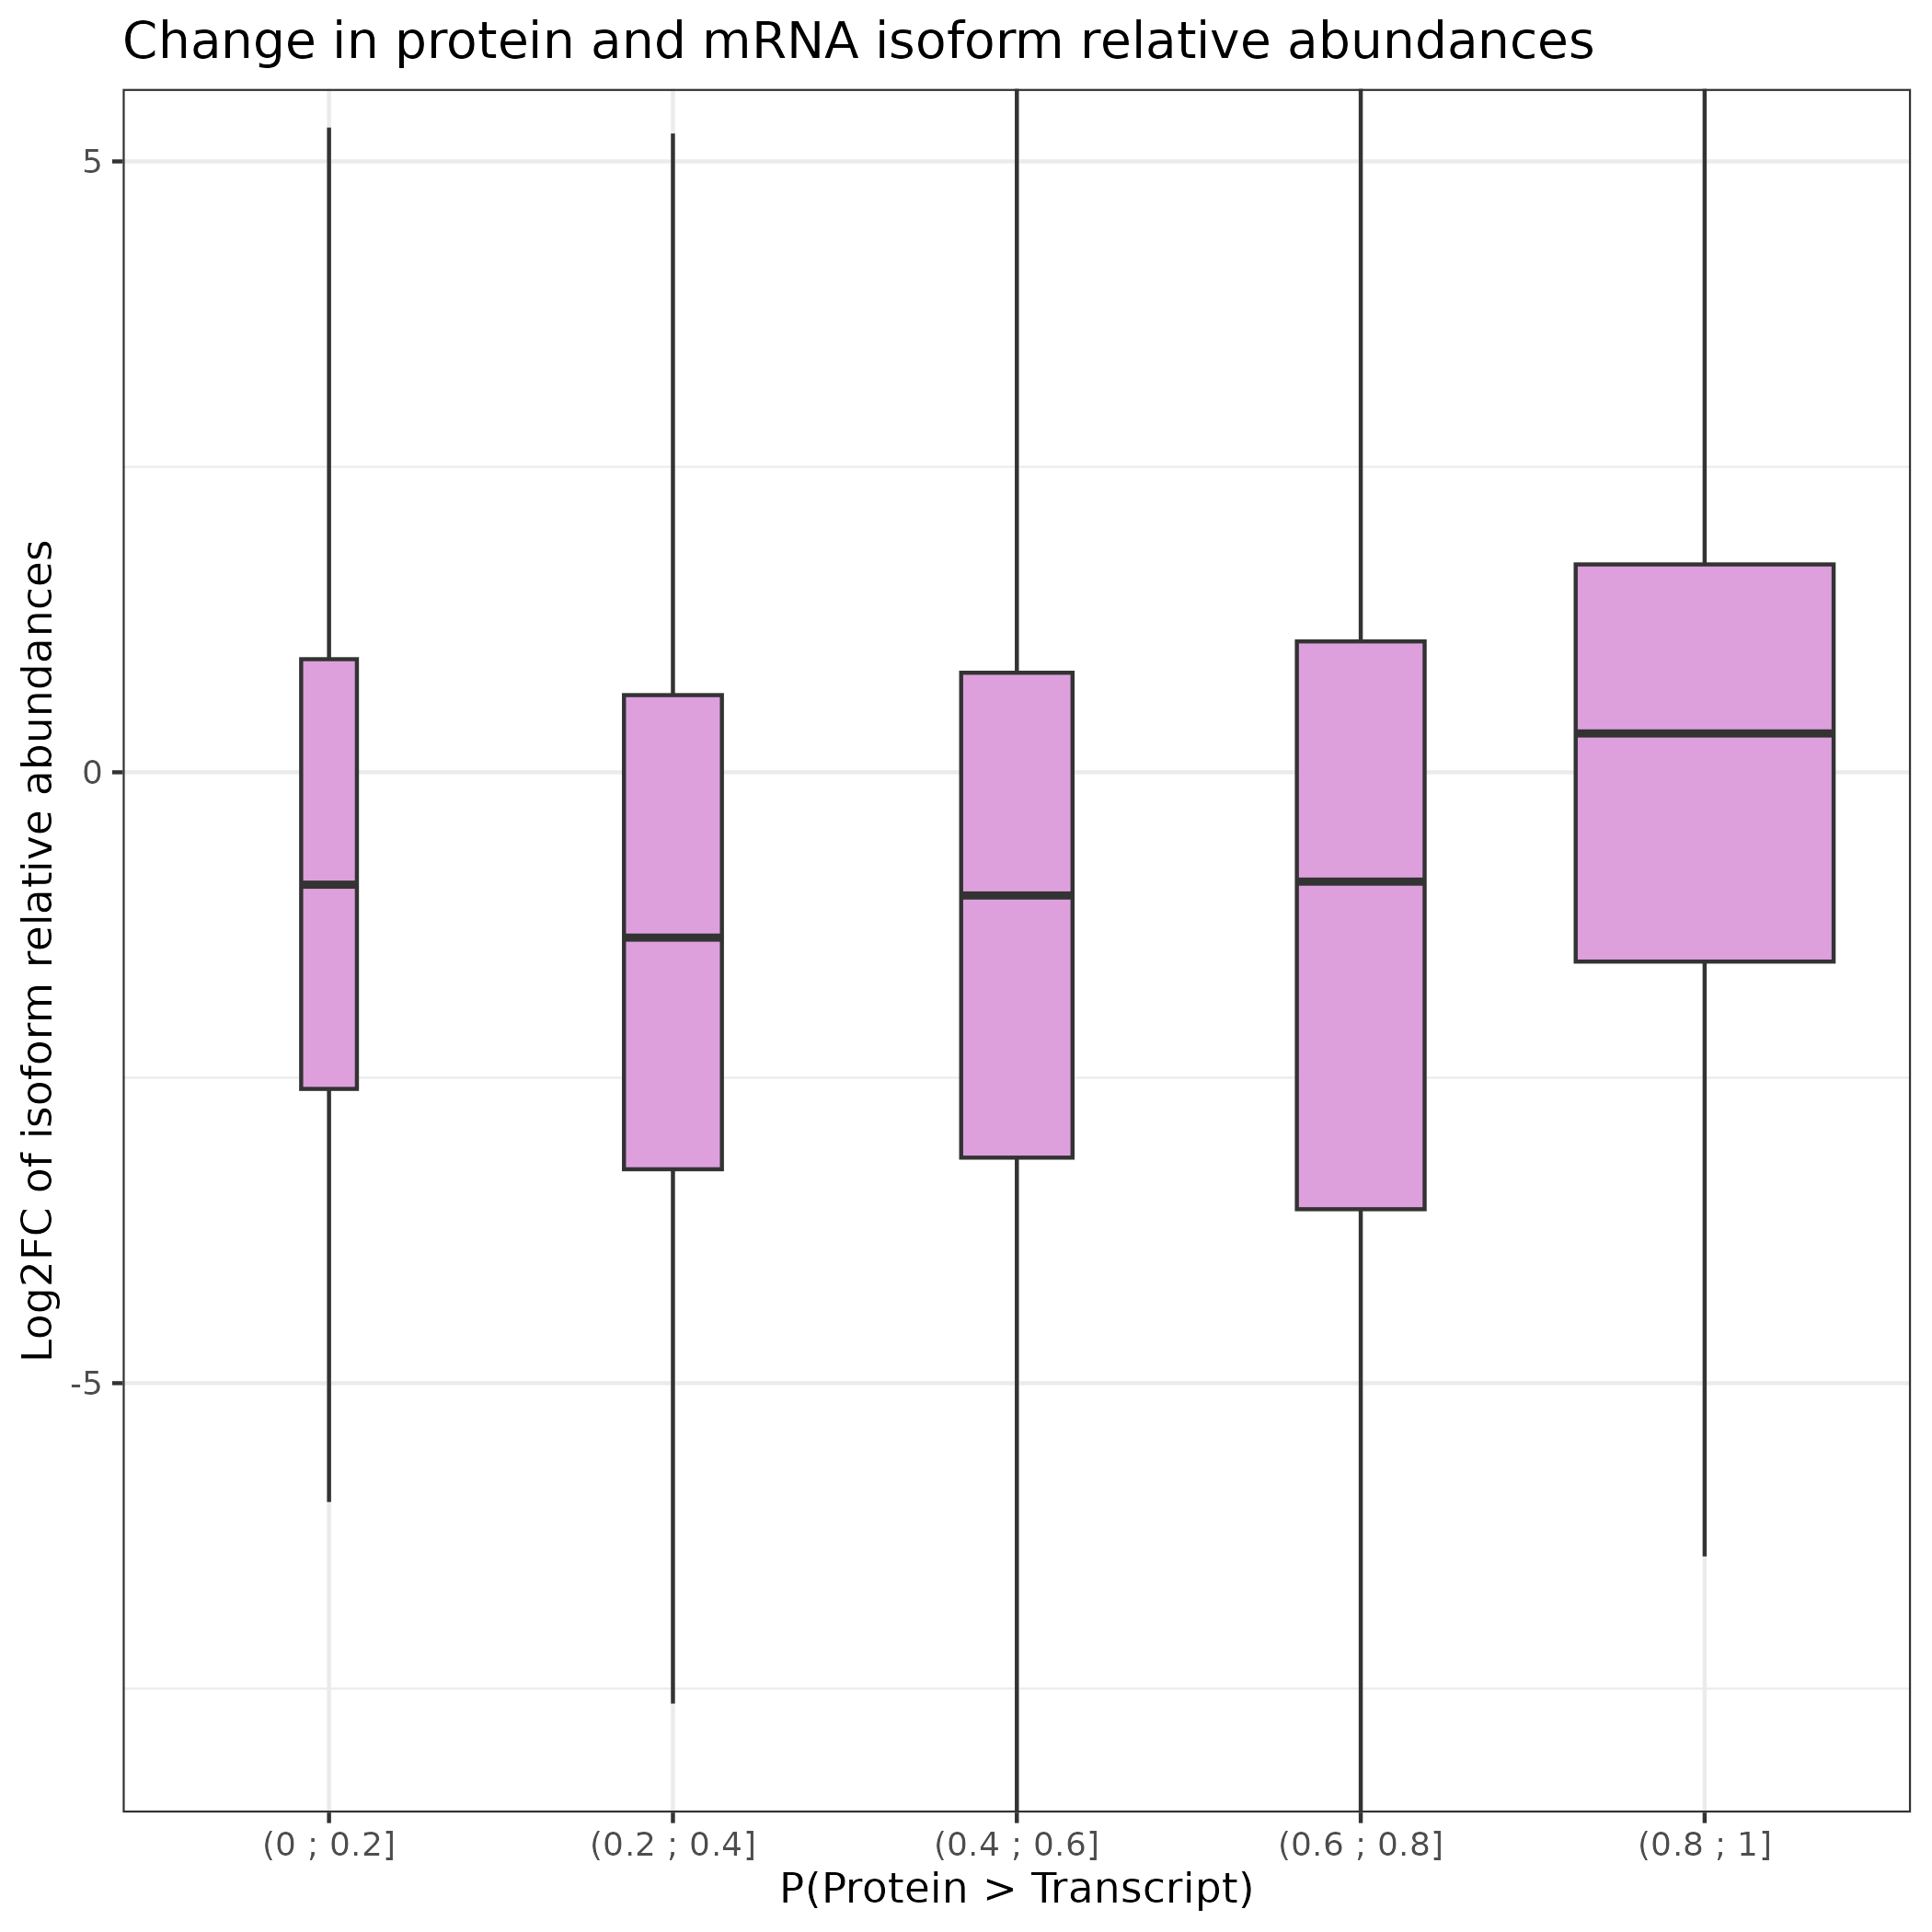 Change in protein and mRNA isoform relative abundances
Log2FC of isoform relative abundances
5
0
-5
(0 ; 0.2]
(0.2 ; 0.4]
(0.4 ; 0.6]
(0.6 ; 0.8]
(0.8 ; 1]
P(Protein > Transcript)